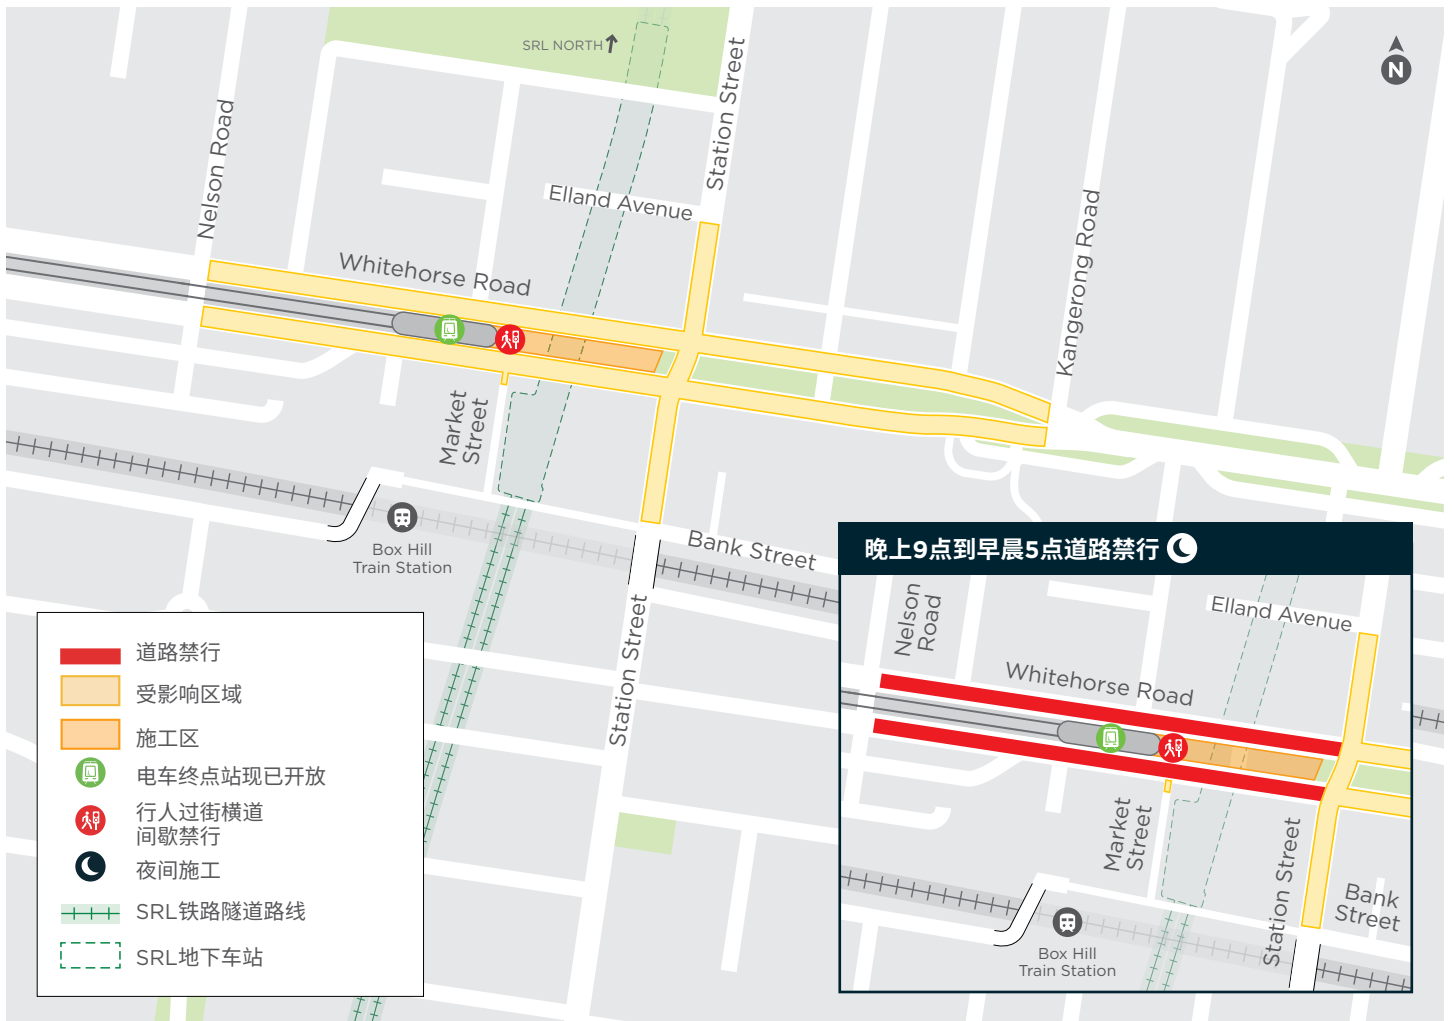 SRL NORTH
N
Nelson Road
Station Street
Elland Avenue
Whitehorse Road
Kangerong Road
Market
Street
Box Hill
Train Station
Bank Street
Station Street
道路禁行
受影响区域
施工区
电车终点站现已开放
行人过街横道
间歇禁行
夜间施工
SRL铁路隧道路线
SRL地下车站
晚上9点到早晨5点道路禁行
Nelson
Road
Elland Avenue
Whitehorse Road
Market
Street
Station Street
Bank
Street
Box Hill
Train Station